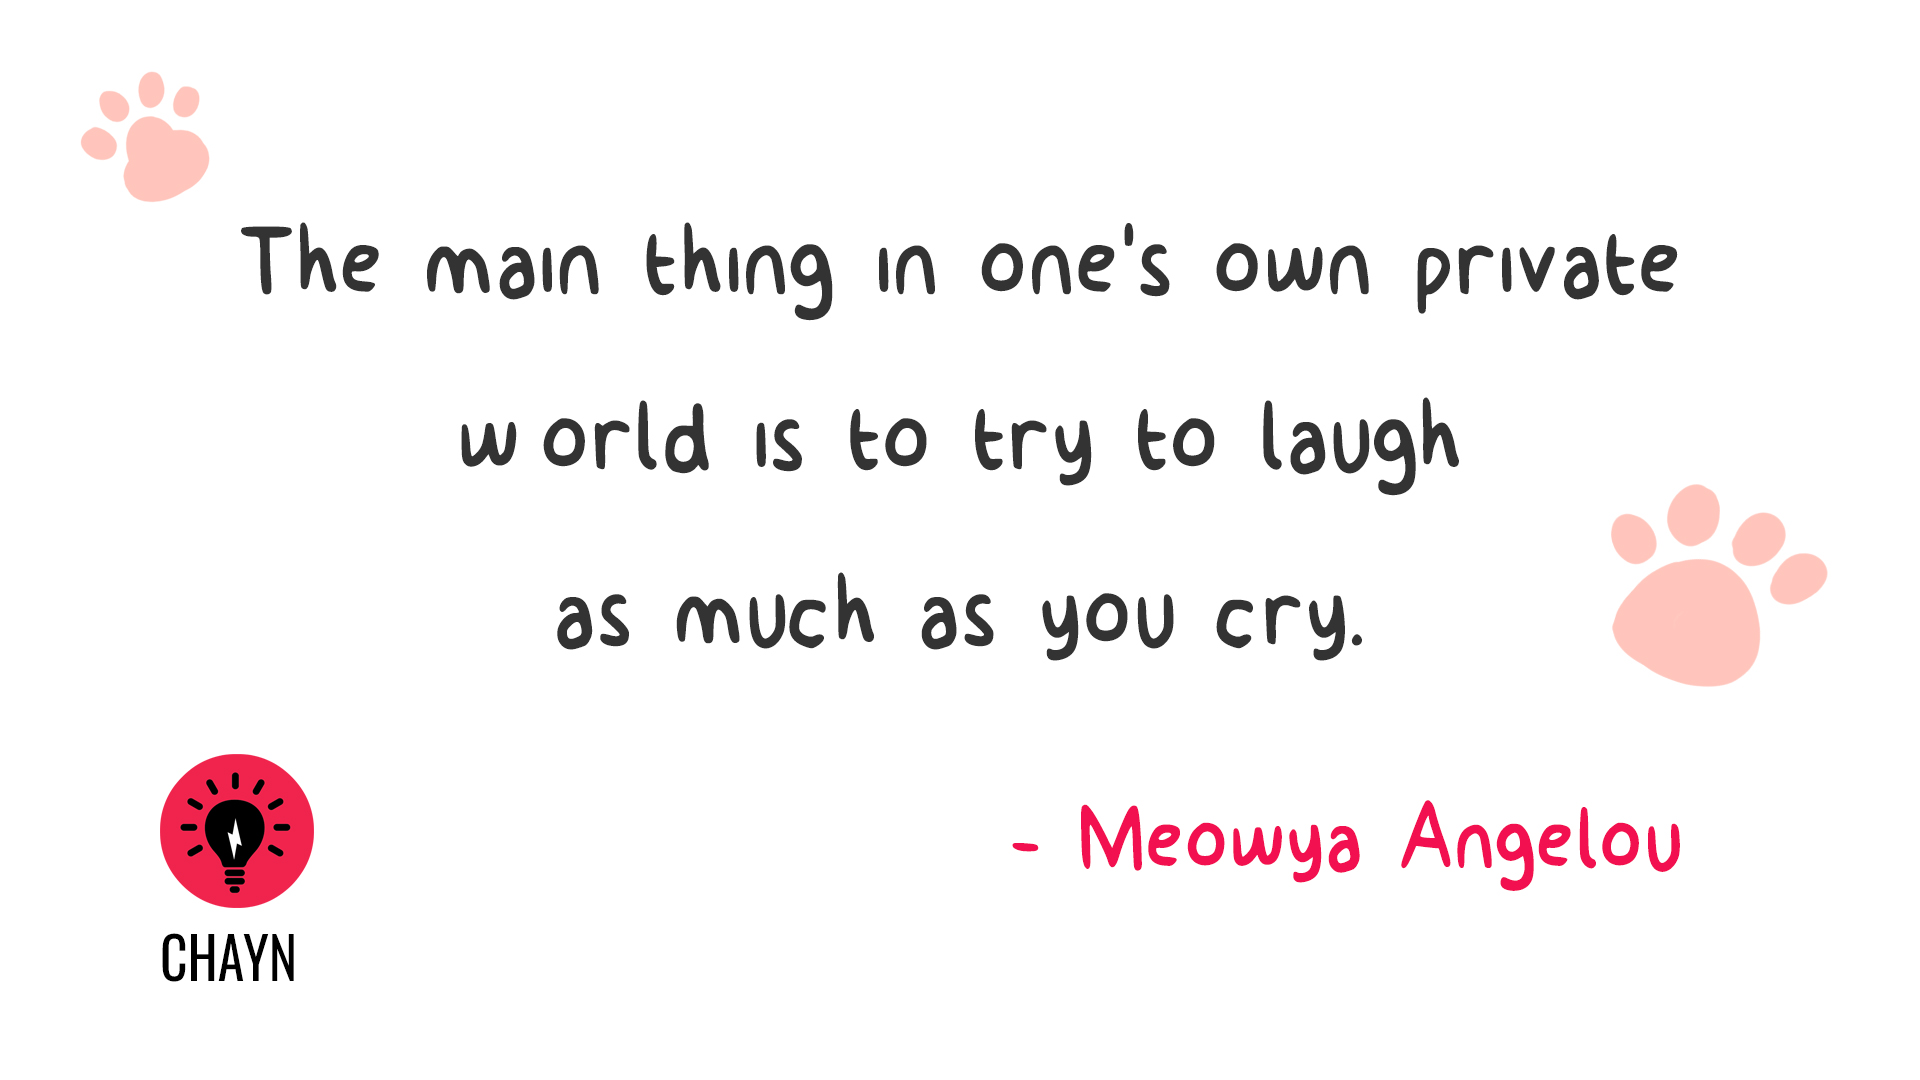 The main thing in one's own private
world is to try to laugh
as much as you cry.
- Meowya Angelou
CHAYN